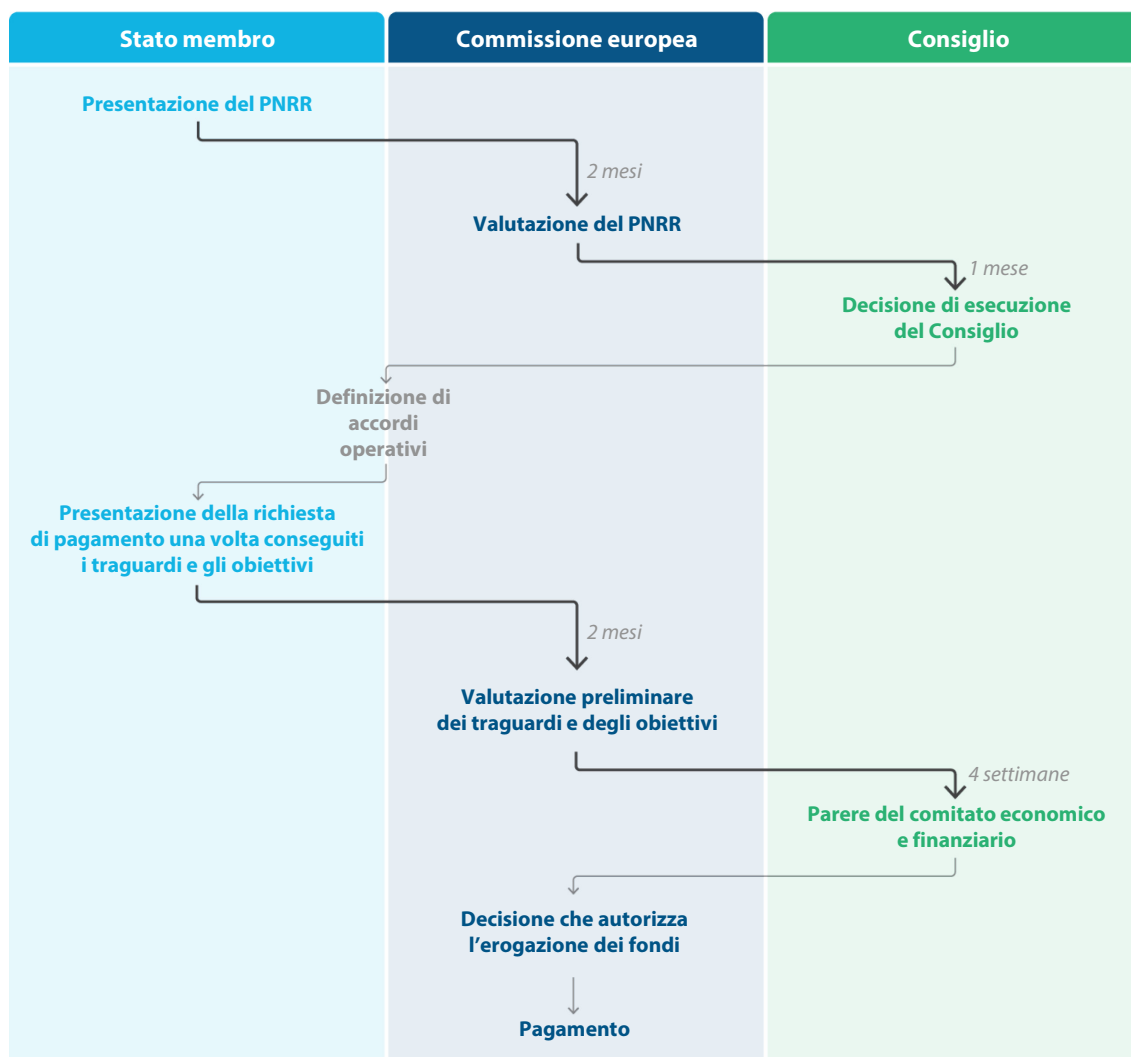 Stato membro
Commissione europea
Consiglio
Presentazione del PNRR
2 mesi
Valutazione del PNRR
1 mese
Decisione di esecuzione
del Consiglio
Definizione di
accordi
operativi
Presentazione della richiesta
di pagamento una volta conseguiti
i traguardi e gli obiettivi
2 mesi
Valutazione preliminare
dei traguardi e degli obiettivi
4 settimane
Parere del comitato economico
e finanziario
Decisione che autorizza
l'erogazione dei fondi
Pagamento